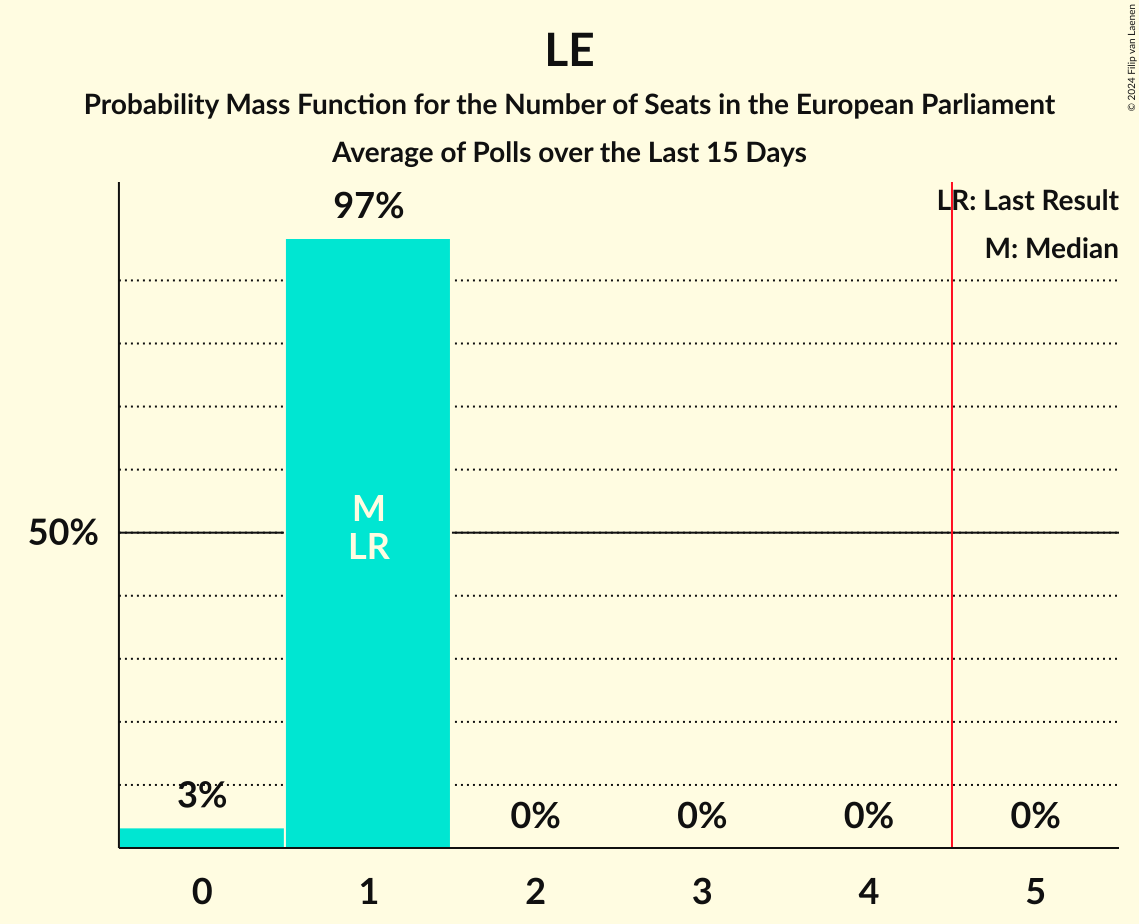 LE
Probability Mass Function for the Number of Seats in the European Parliament
Average of Polls over the Last 15 Days
© 2024 Filip van Laenen
LR: Last Result
M: Median
97%
M
LR
50%
3%
0%
0%
0%
0%
0
1
2
3
4
5